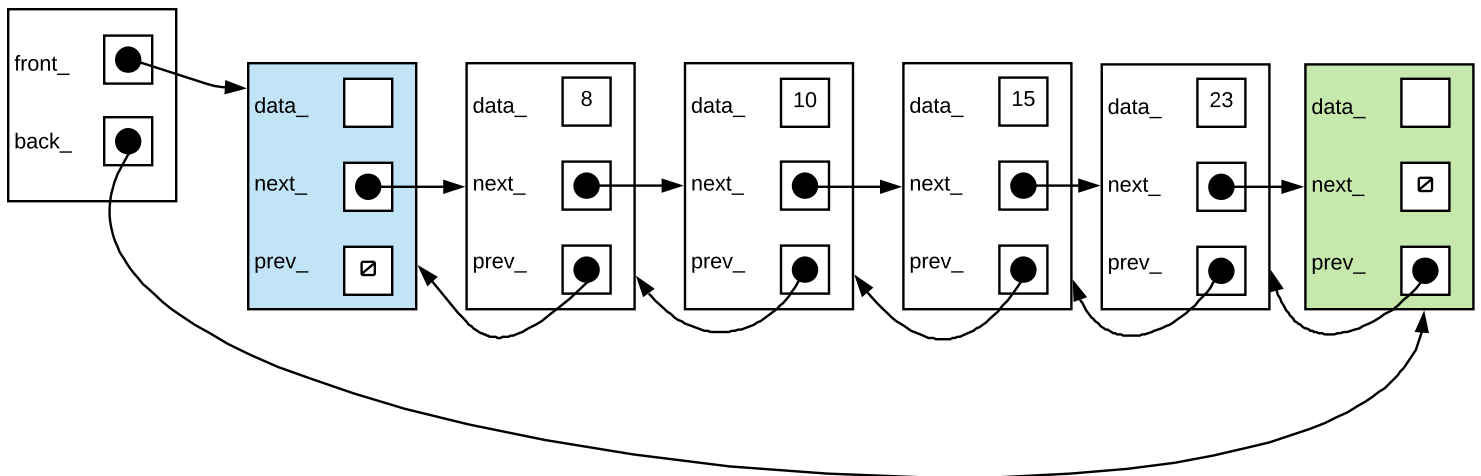 front_
back_
data_
next_
prev_
data_ 8
next_
prev_
data_ 10
next_
prev_
data_ 15
next_
prev_
data_ 23
next_
prev_
data_
next_
prev_